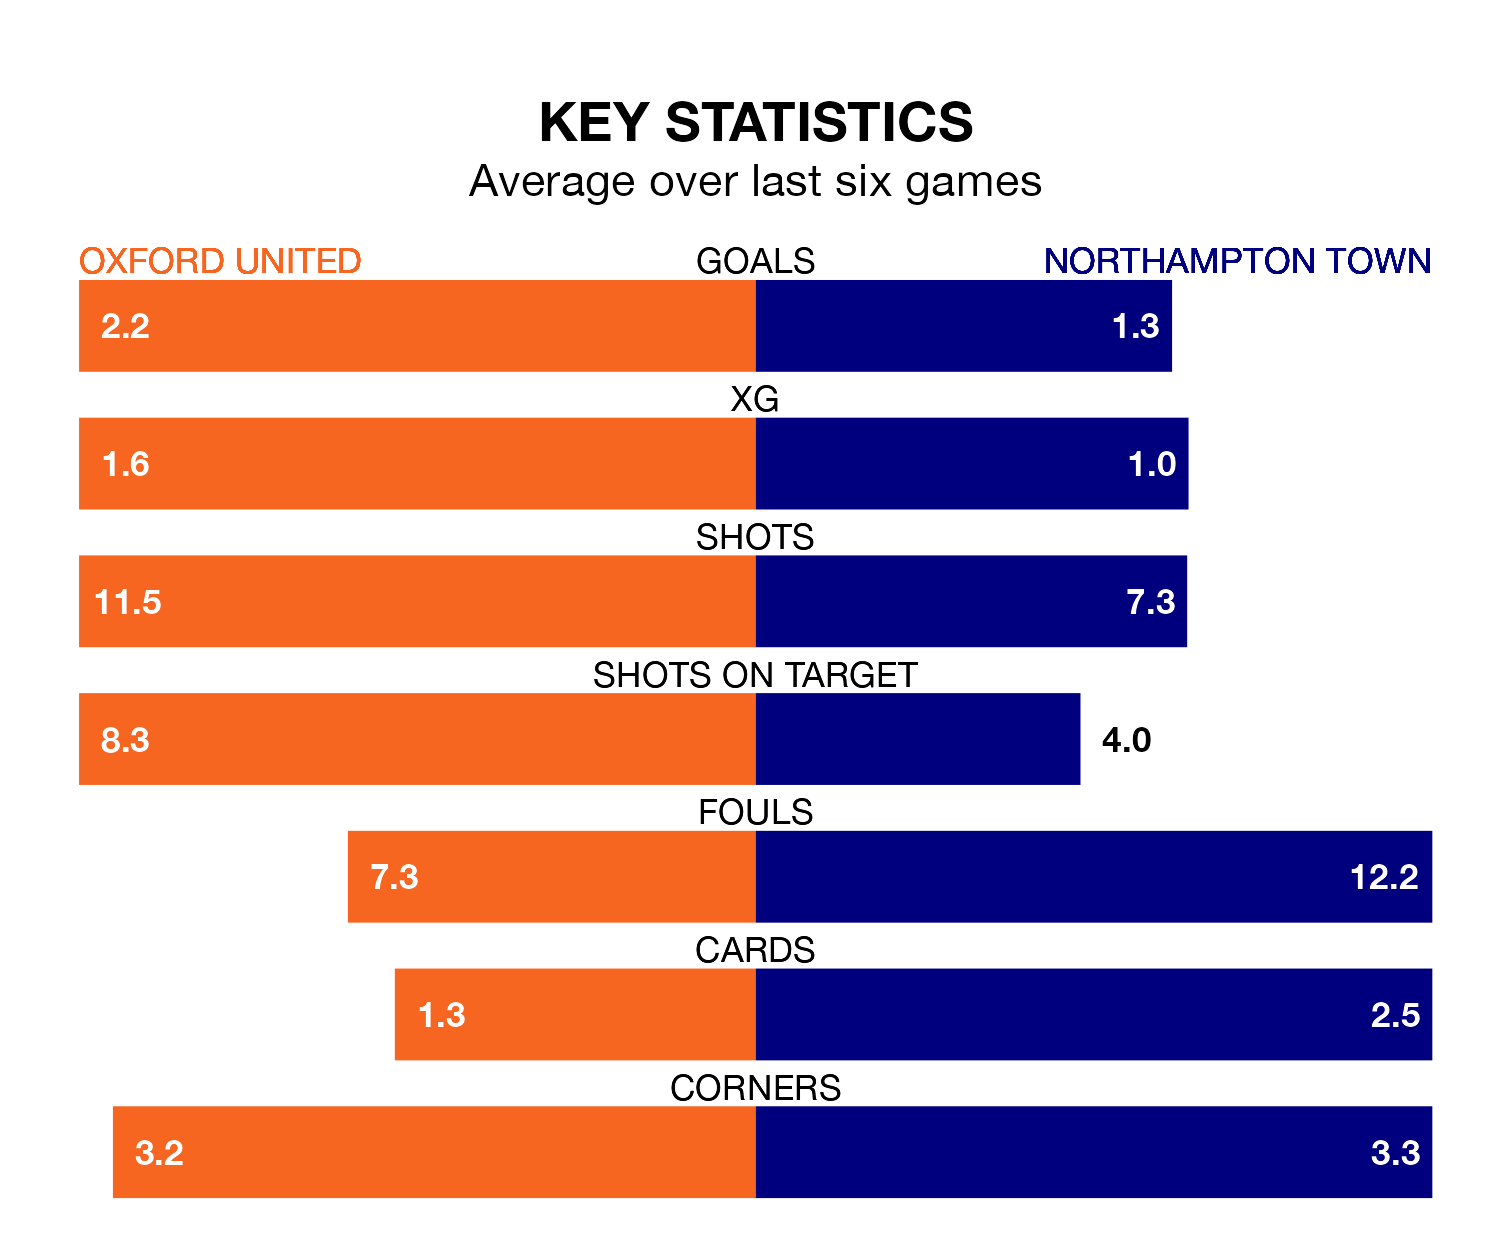 KEY STATISTICS
Average over last six games
OXFORD UNITED GOALS NORTHAMPTON TOWN
2.2 1.3
XG
1.6 1.0
SHOTS
11.5 7.3
SHOTS ON TARGET
8.3 4.0
FOULS
7.3 12.2
CARDS
1.3 2.5
CORNERS
3.2 3.3